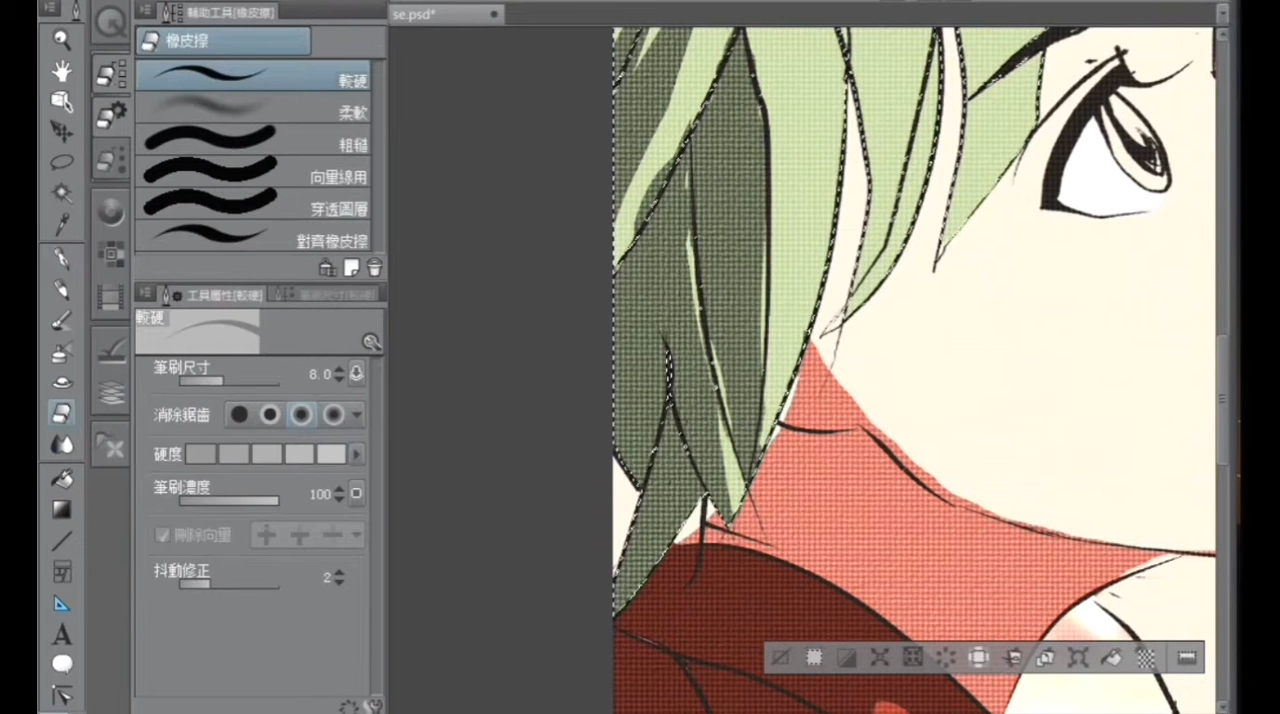 輔助工具[橡皮擦]
se.psd*
橡皮擦
較硬
柔軟
粗糙
向量線用
穿透圖層
對齊橡皮擦
工具屬性[較硬]
較硬
筆刷尺寸 8.0
消除鋸齒
硬度
筆刷濃度 100
刪除向量
抖動修正 2